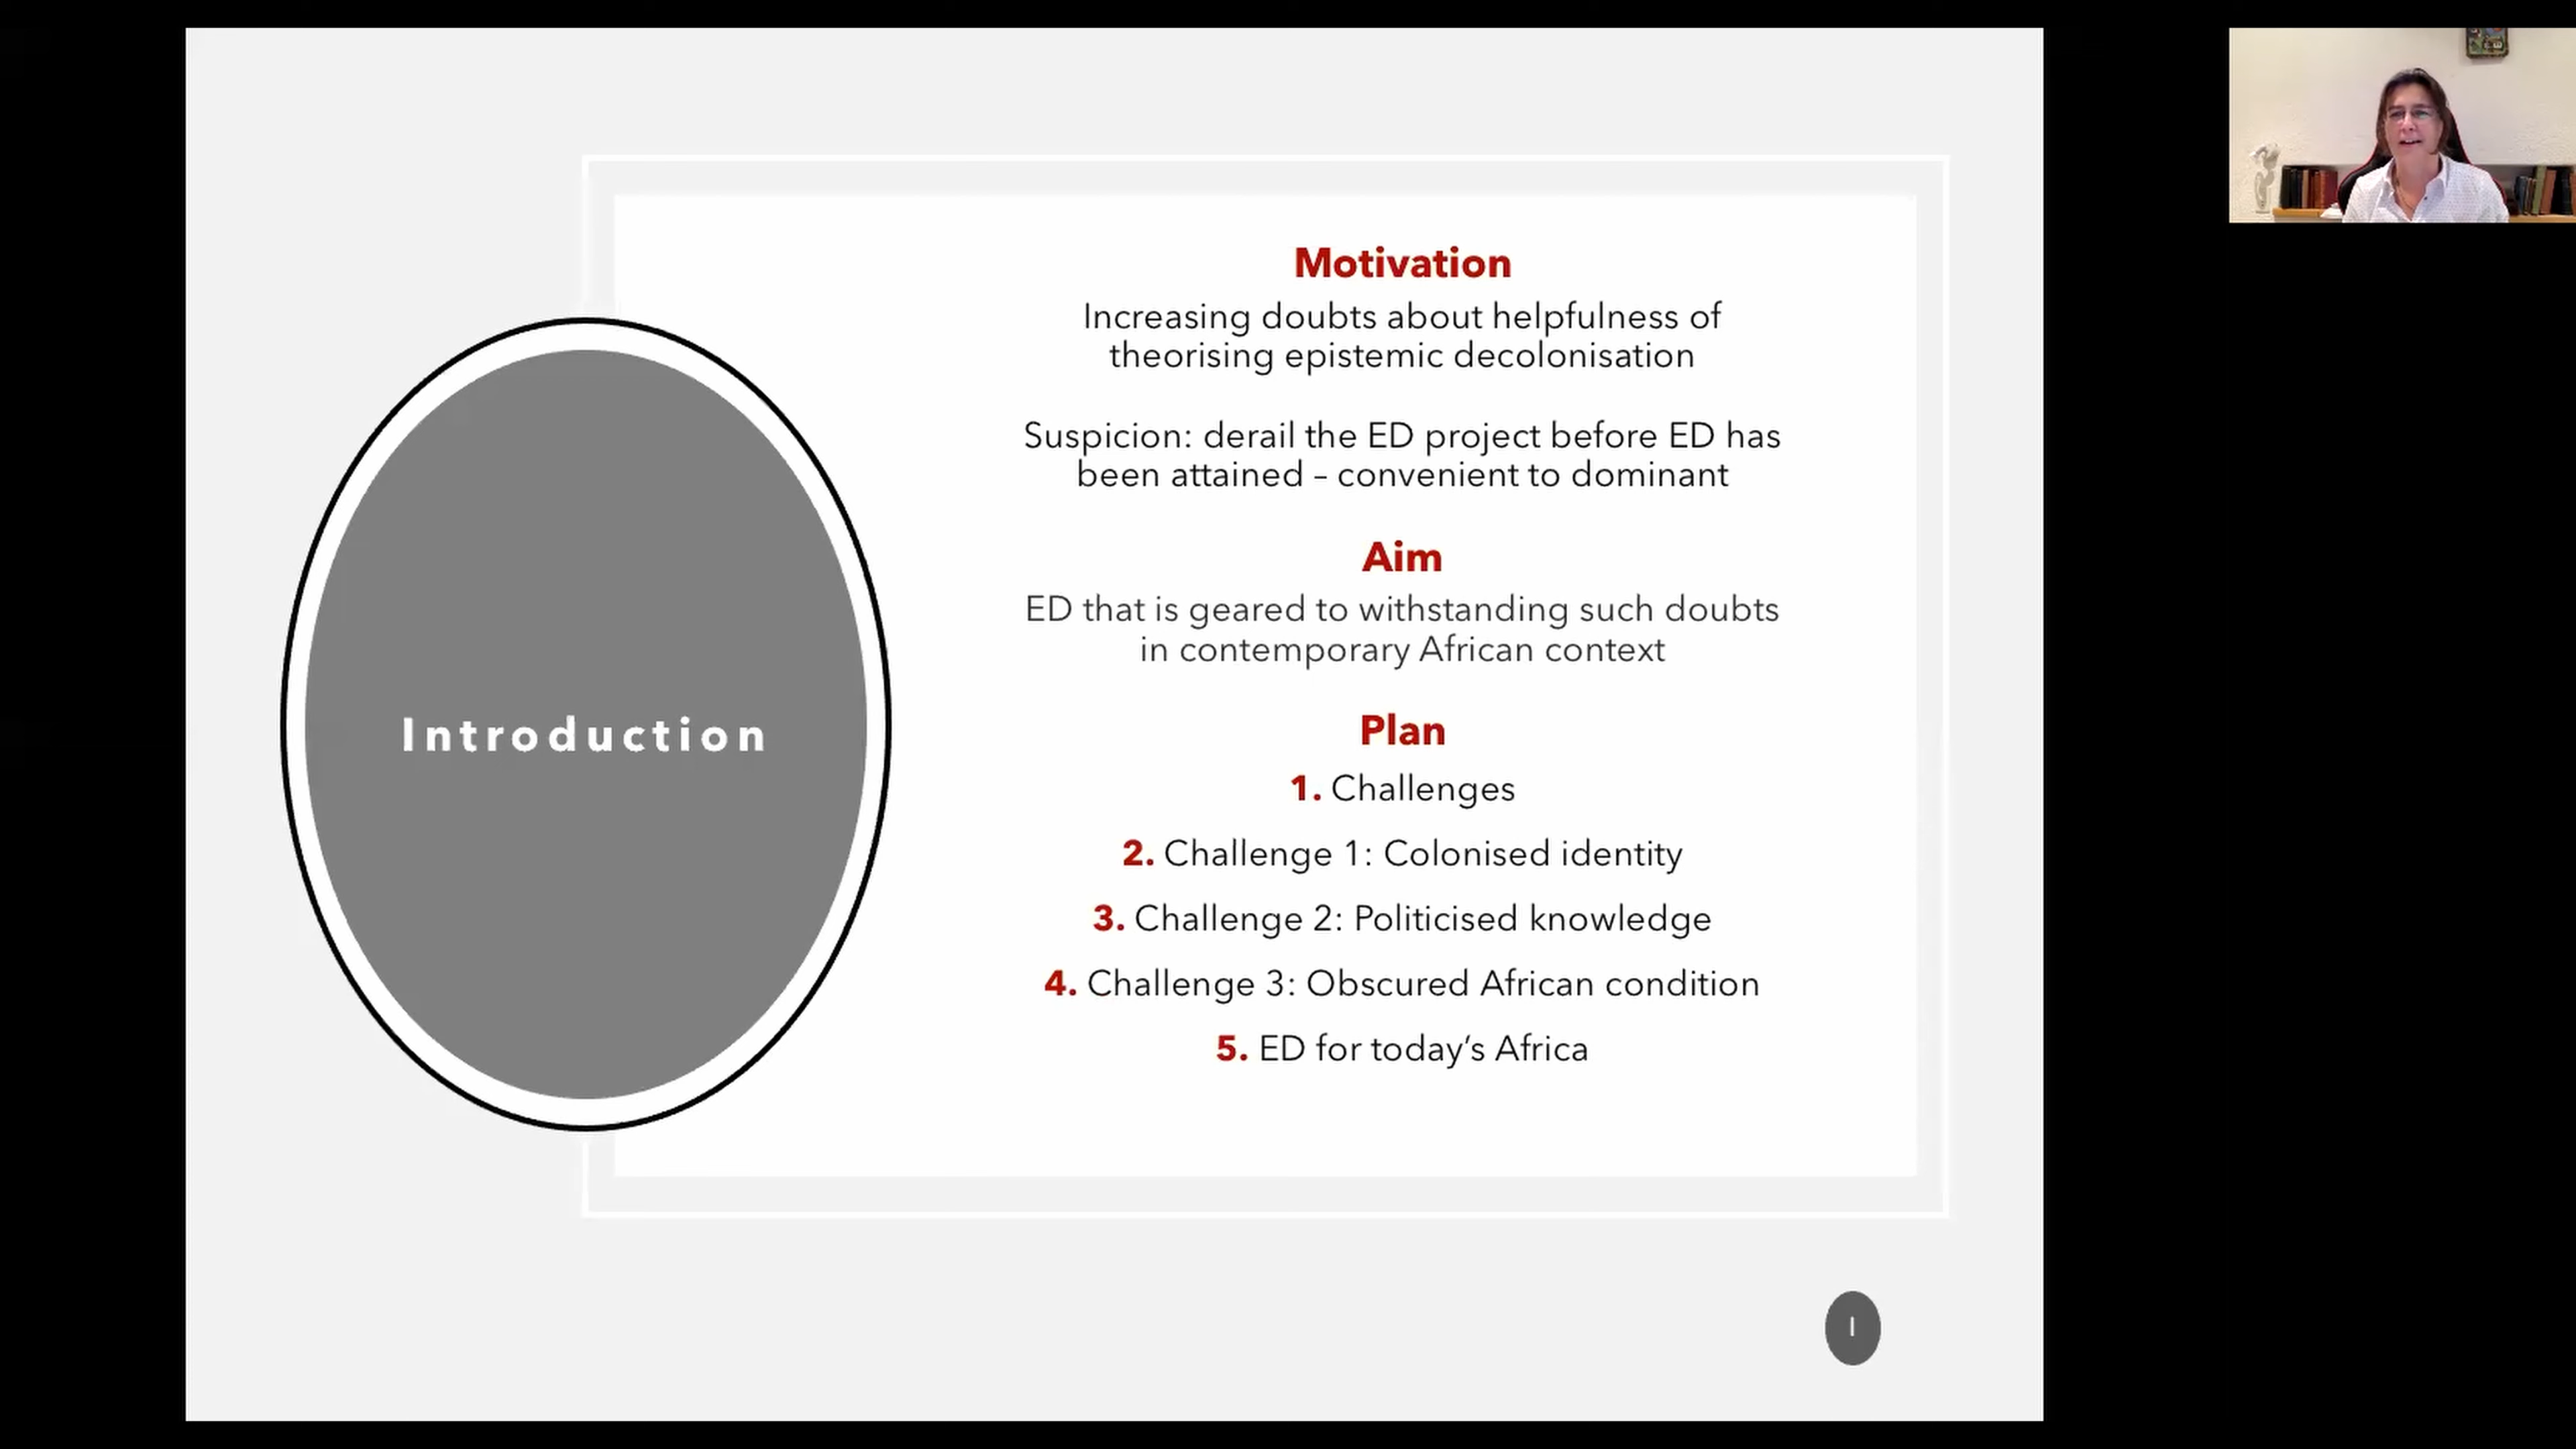 Introduction
Motivation
Increasing doubts about helpfulness of
theorising epistemic decolonisation
Suspicion: derail the ED project before ED has
been attained – convenient to dominant
Aim
ED that is geared to withstanding such doubts
in contemporary African context
Plan
1. Challenges
2. Challenge 1: Colonised identity
3. Challenge 2: Politicised knowledge
4. Challenge 3: Obscured African condition
5. ED for today’s Africa
1